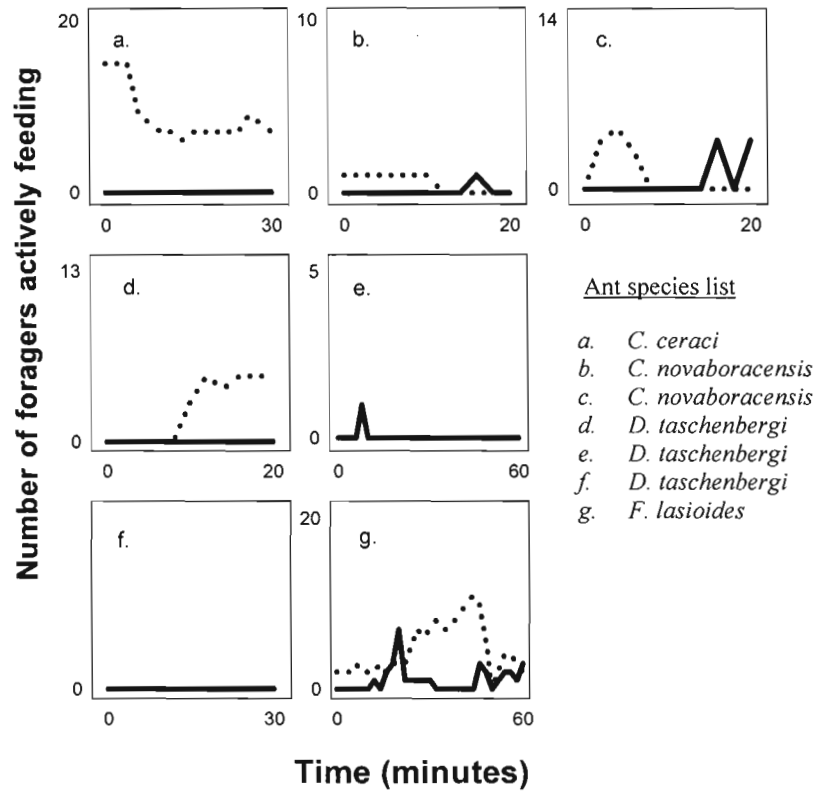 20
a.
0
0 30
10
b.
0
0 20
14
c.
0
0 20
13
d.
0
0 20
5
e.
0
0 60
Ant species list
a. C. ceraci
b. C. novaboracensis
c. C. novaboracensis
d. D. taschenbergi
e. D. taschenbergi
f. D. taschenbergi
g. F. lasioides
f.
0
0 30
20
g.
0
0 60
Number of foragers actively feeding
Time (minutes)